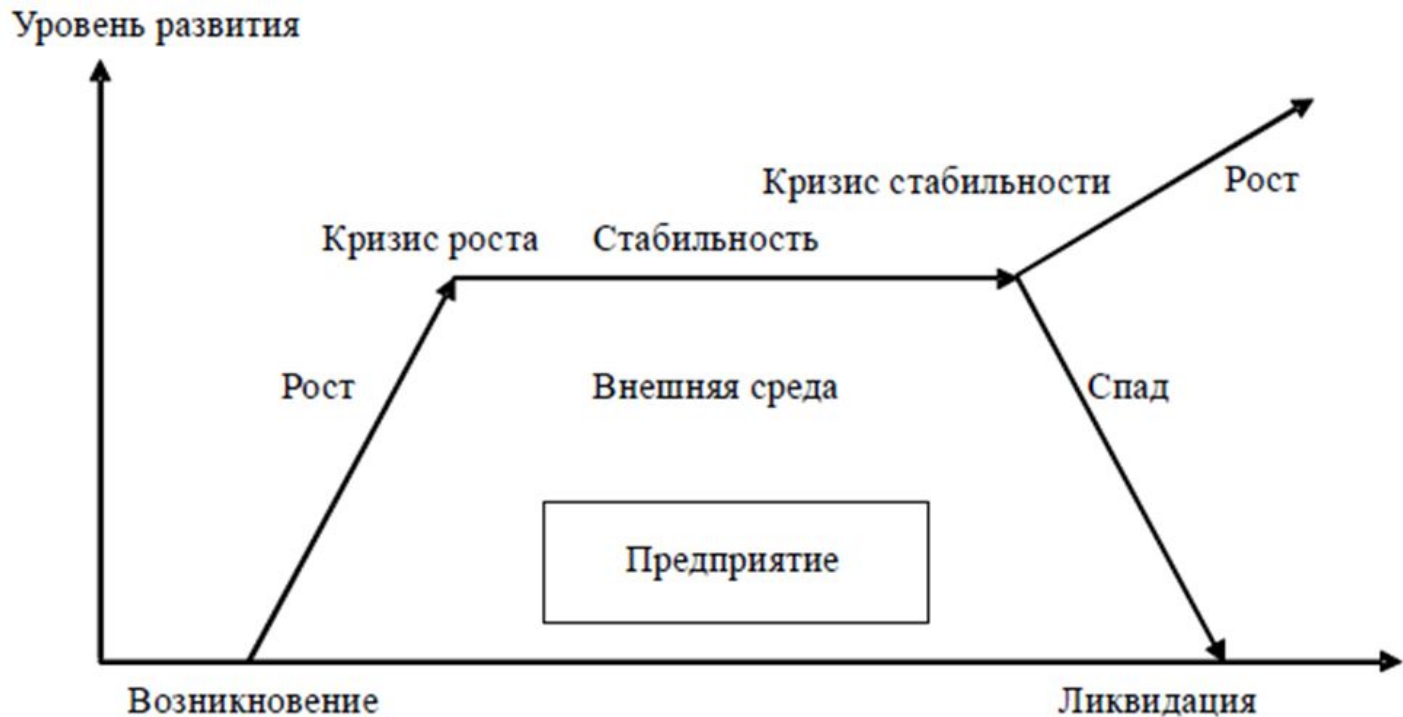 Уровень развития
Кризис стабильности
Рост
Кризис роста
Стабильность
Рост
Внешняя среда
Спад
Предприятие
Возникновение
Ликвидация